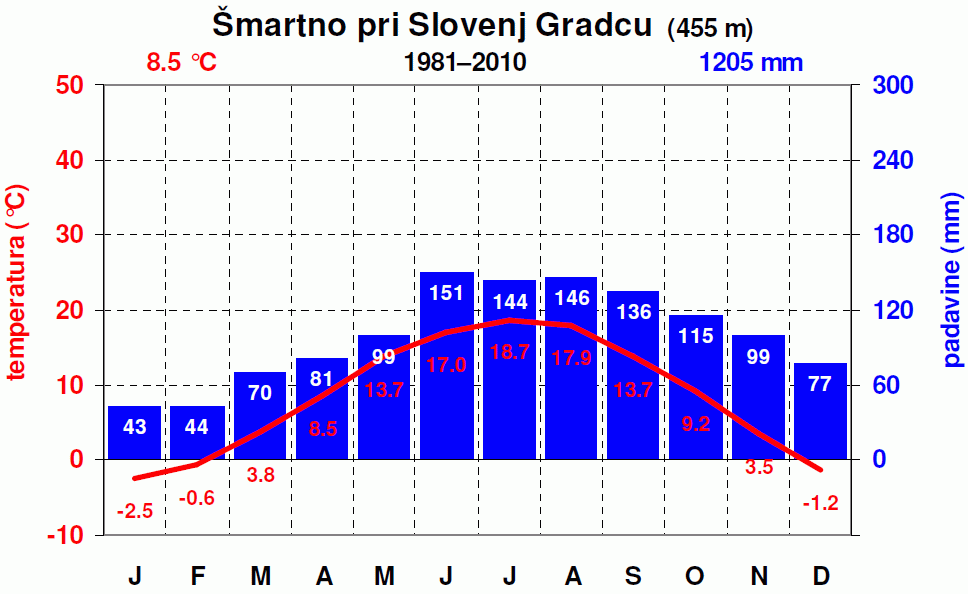 Šmartno pri Slovenj Gradcu (455 m)
8.5 °C 1981–2010 1205 mm
50 300
40 240
30 180
20 120
10 60
0 0
-10
temperatura (°C)
padavine (mm)
43 44 70 81 99 151 144 146 136 115 99 77
-2.5 -0.6 3.8 8.5 13.7 17.0 18.7 17.9 13.7 9.2 3.5 -1.2
J F M A M J J A S O N D